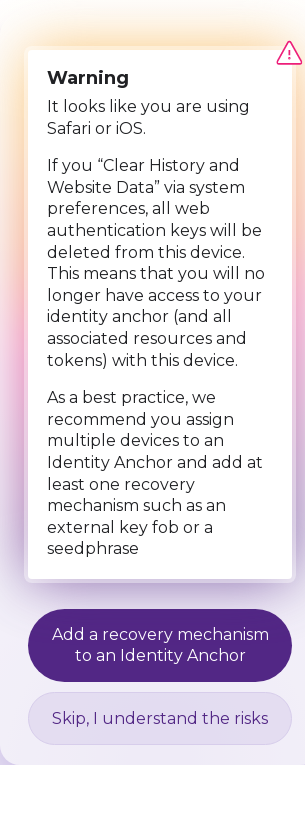 Warning
It looks like you are using
Safari or iOS.
If you “Clear History and
Website Data” via system
preferences, all web
authentication keys will be
deleted from this device.
This means that you will no
longer have access to your
identity anchor (and all
associated resources and
tokens) with this device.
As a best practice, we
recommend you assign
multiple devices to an
Identity Anchor and add at
least one recovery
mechanism such as an
external key fob or a
seedphrase
Add a recovery mechanism
to an Identity Anchor
Skip, I understand the risks